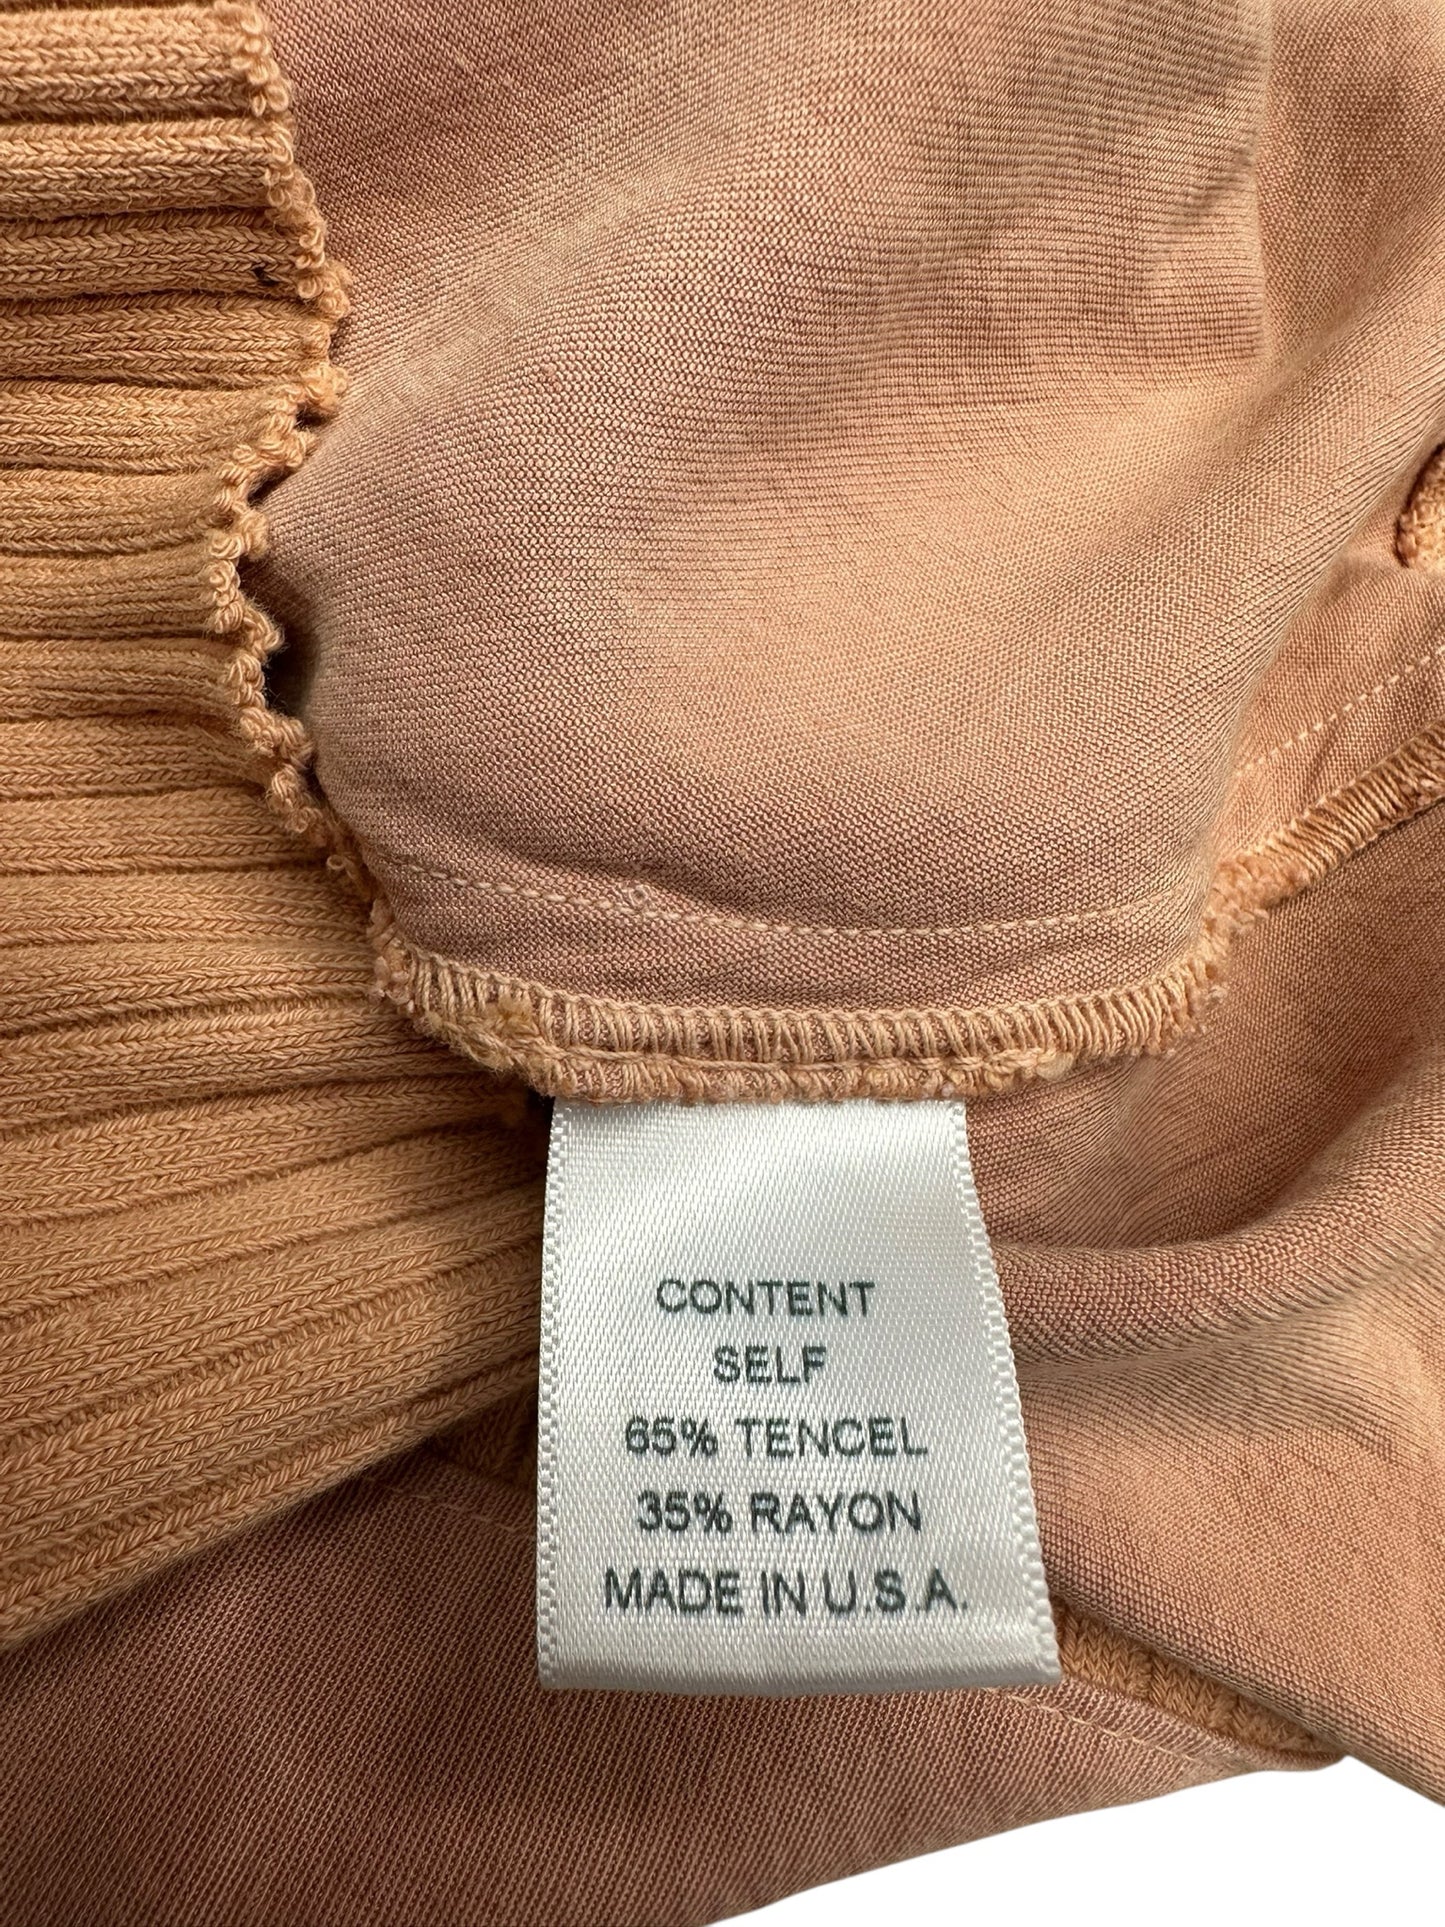 CONTENT
SELF
65% TENCEL
35% RAYON
MADE IN U.S.A.